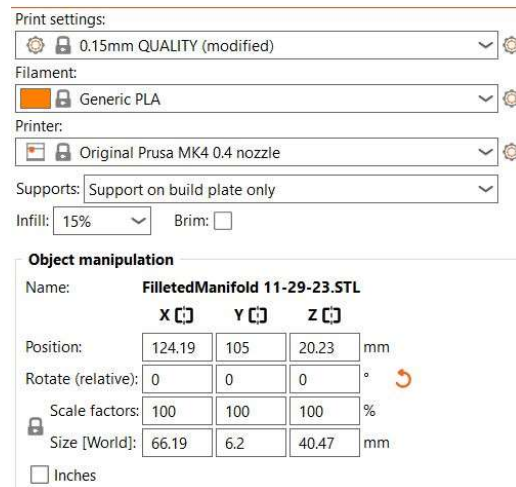 Print settings:
0.15mm QUALITY (modified)
Filament:
Generic PLA
Printer:
Original Prusa MK4 0.4 nozzle
Supports: Support on build plate only
Infill: 15% Brim:
Object manipulation
Name: FilletedManifold 11-29-23.STL
X Y Z
Position: 124.19 105 20.23 mm
Rotate (relative): 0 0 0 °
Scale factors: 100 100 100 %
Size [World]: 66.19 6.2 40.47 mm
Inches